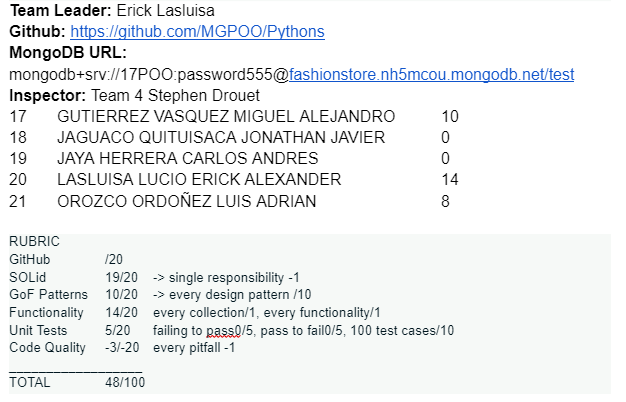 Team Leader: Erick Lasluisa
Github: https://github.com/MGPOO/Pythons
MongoDB URL:
mongodb+srv://17POO:password555@fashionstore.nh5mcou.mongodb.net/test
Inspector: Team 4 Stephen Drouet
17 GUTIERREZ VASQUEZ MIGUEL ALEJANDRO 10
18 JAGUACO QUITUISACA JONATHAN JAVIER 0
19 JAYA HERRERA CARLOS ANDRES 0
20 LASLUISA LUCIO ERICK ALEXANDER 14
21 OROZCO ORDOÑEZ LUIS ADRIAN 8
RUBRIC
GitHub /20
SOLid 19/20 -> single responsibility -1
GoF Patterns 10/20 -> every design pattern /10
Functionality 14/20 every collection/1, every functionality/1
Unit Tests 5/20 failing to pass0/5, pass to fail0/5, 100 test cases/10
Code Quality -3/-20 every pitfall -1
___________________
TOTAL 48/100